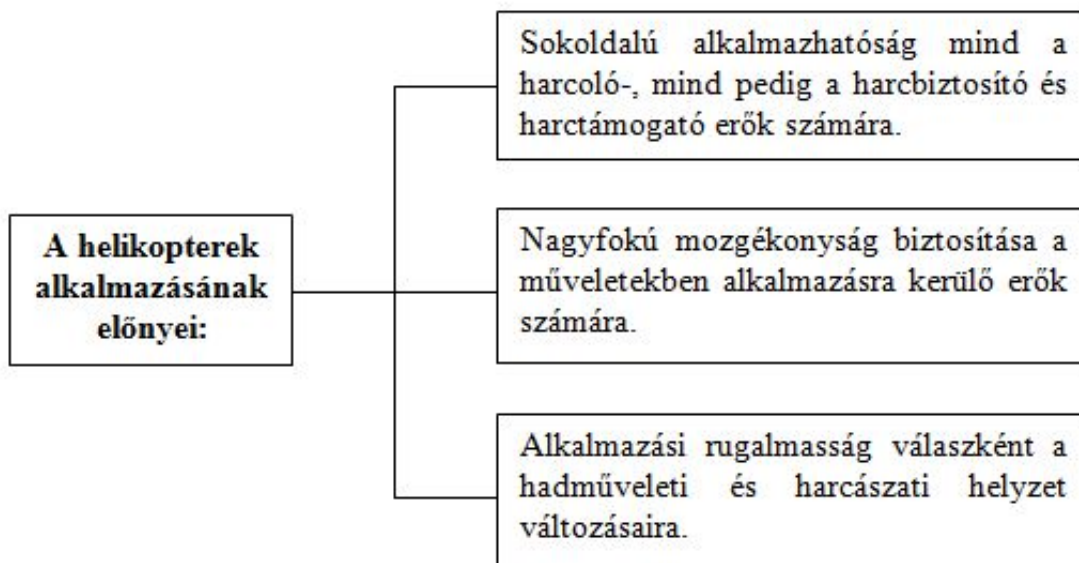 A helikopterek
alkalmazásának
előnyei:
Sokoldalú alkalmazhatóság mind a
harcoló-, mind pedig a harcbiztosító és
harctámogató erők számára.
Nagyfokú mozgékonyság biztosítása a
műveletekben alkalmazásra kerülő erők
számára.
Alkalmazási rugalmasság válaszként a
hadműveleti és harcászati helyzet
változásaira.